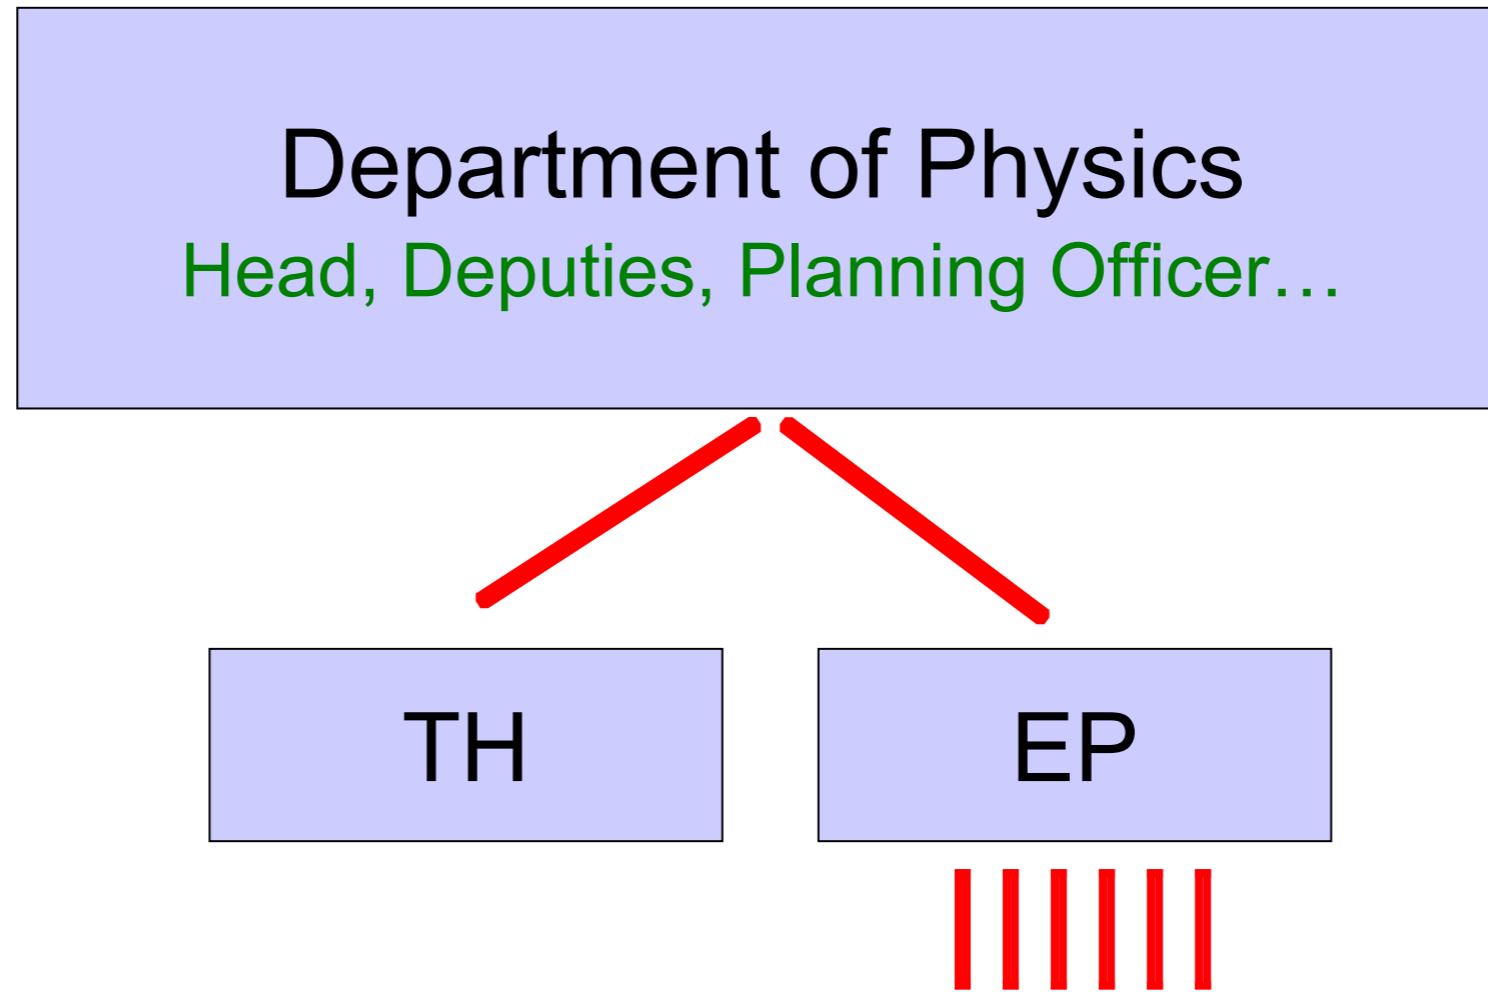 Department of Physics
Head, Deputies, Planning Officer…
TH
EP